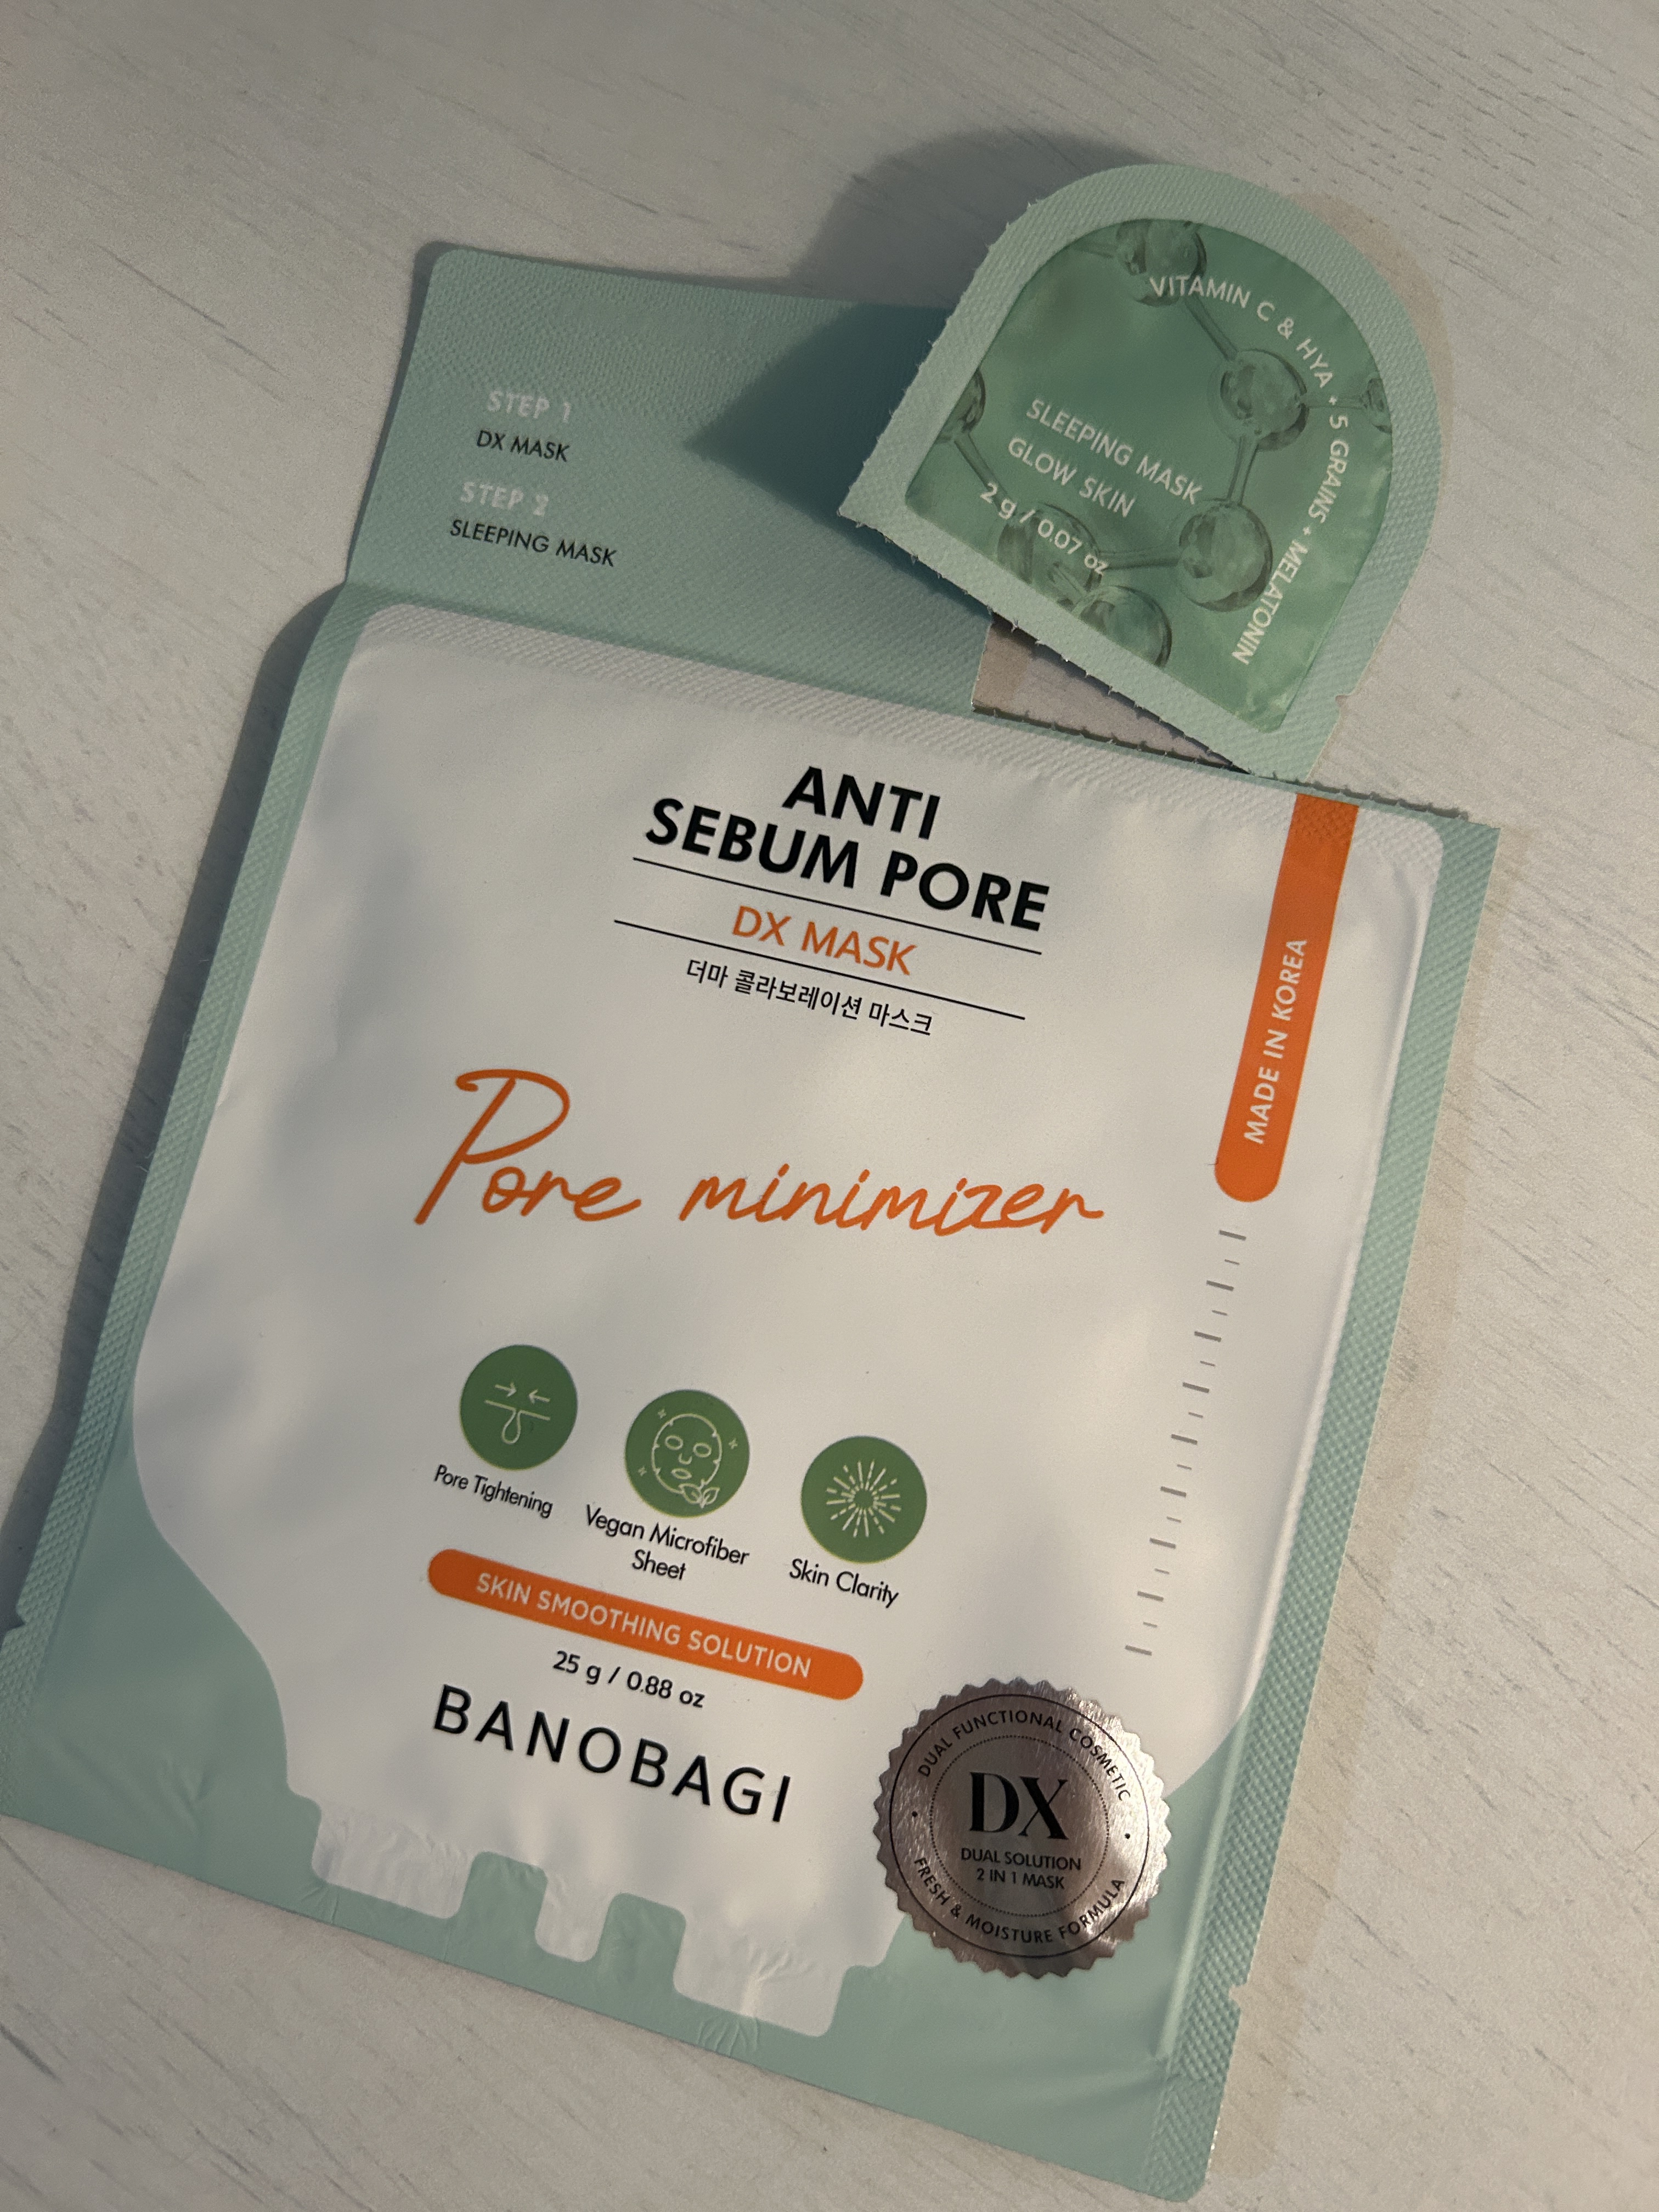 STEP 1
DX MASK
STEP 2
SLEEPING MASK
VITAMIN C & HYA + 5 GRAINS + MELATONIN
SLEEPING MASK
GLOW SKIN
2 g / 0.07 oz
ANTI
SEBUM PORE
DX MASK
더마 콜라보레이션 마스크
MADE IN KOREA
Pore minimizer
Pore Tightening
Vegan Microfiber
Sheet
Skin Clarity
SKIN SMOOTHING SOLUTION
25 g / 0.88 oz
BANOBAGI
DUAL FUNCTIONAL COSMETIC
DX
DUAL SOLUTION
2 IN 1 MASK
FRESH & MOISTURE FORMULA